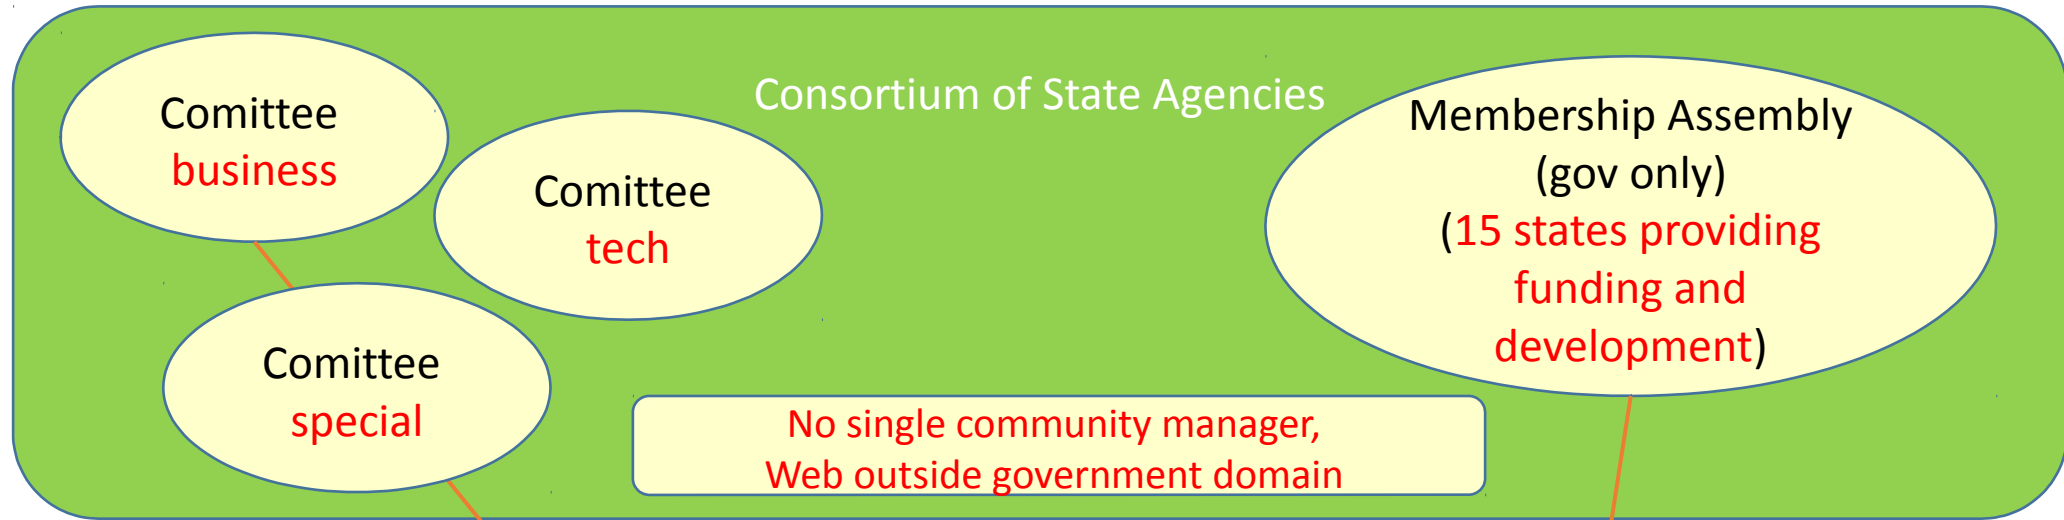 Comittee
business
Comittee
tech
Comittee
special
Consortium of State Agencies
Membership Assembly
(gov only)
(15 states providing
funding and
development)
No single community manager,
Web outside government domain